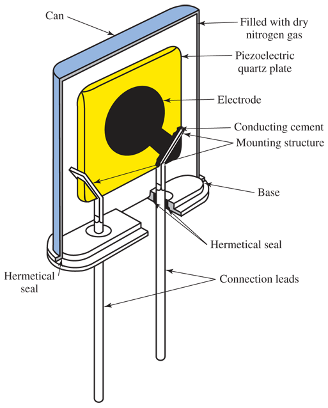 Can
Filled with dry
nitrogen gas
Piezoelectric
quartz plate
Electrode
Conducting cement
Mounting structure
Base
Hermetical seal
Hermetical
seal
Connection leads